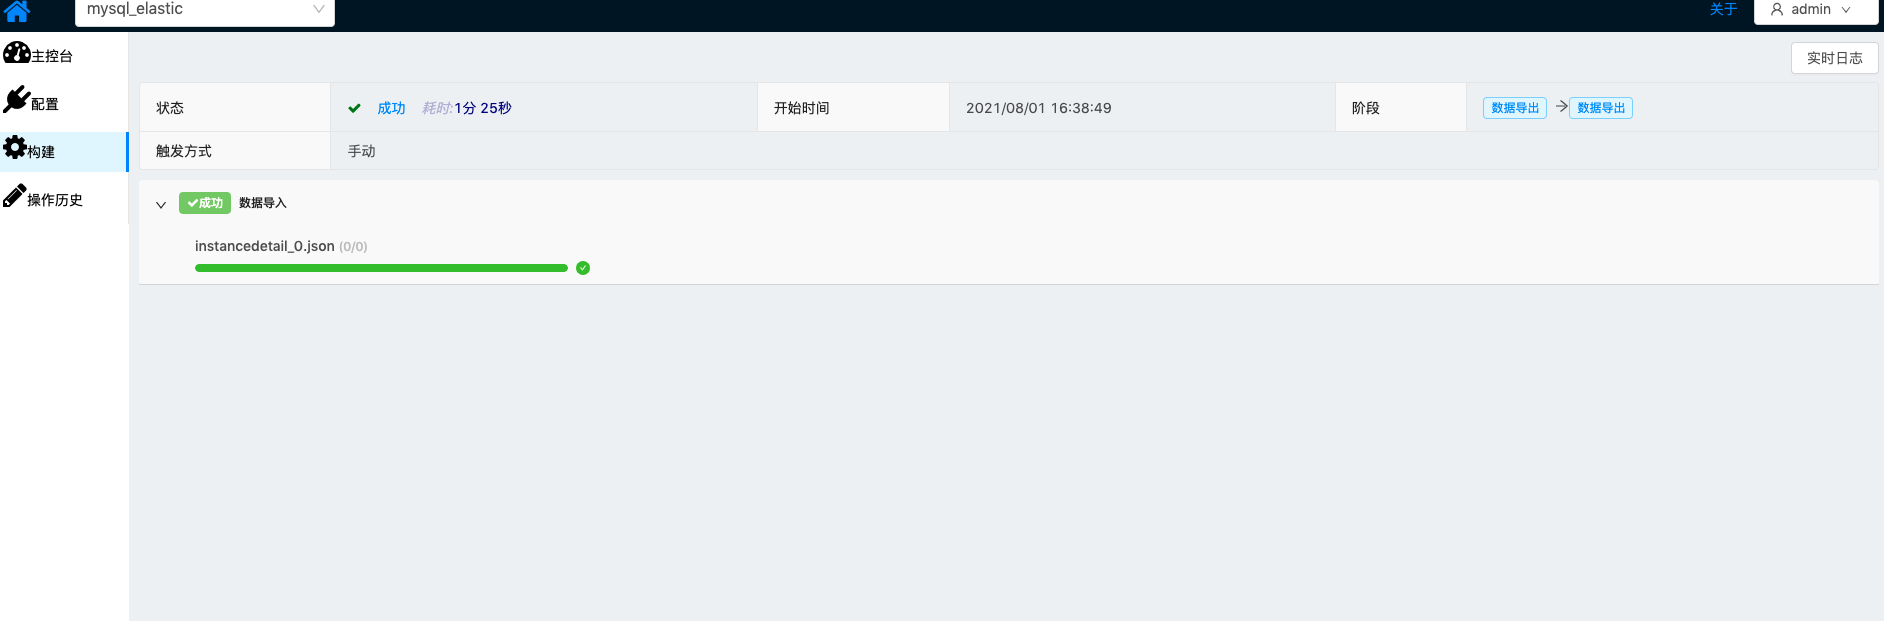 mysql_elastic
关于
admin
主控台
配置
构建
操作历史
实时日志
状态
成功 耗时:1分 25秒
开始时间
2021/08/01 16:38:49
阶段
数据导出 → 数据导出
触发方式
手动
成功 数据导入
instancedetail_0.json (0/0)